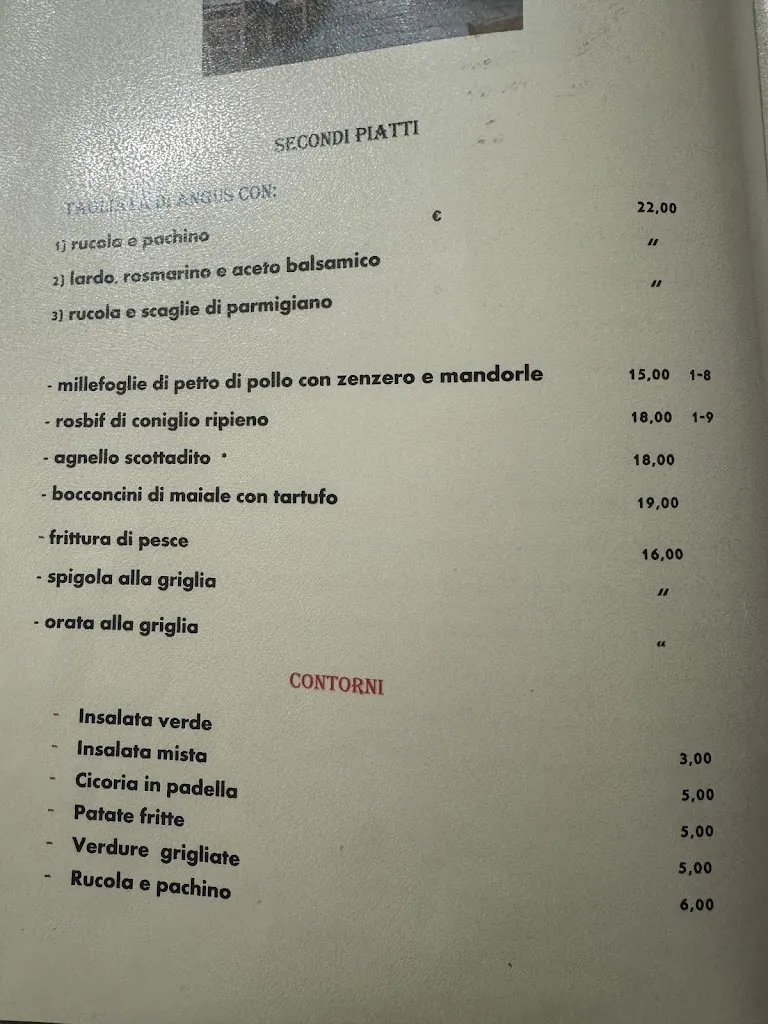 SECONDI PIATTI
TAGLIATA DI ANGUS CON:
1) rucola e pachino € 22,00
2) lardo, rosmarino e aceto balsamico "
3) rucola e scaglie di parmigiano "
- millefoglie di petto di pollo con zenzero e mandorle 15,00 1-8
- rosbif di coniglio ripieno 18,00 1-9
- agnello scottadito * 18,00
- bocconcini di maiale con tartufo 19,00
- frittura di pesce 16,00
- spigola alla griglia "
- orata alla griglia "
CONTORNI
- Insalata verde
- Insalata mista 3,00
- Cicoria in padella 5,00
- Patate fritte 5,00
- Verdure grigliate 5,00
- Rucola e pachino 6,00